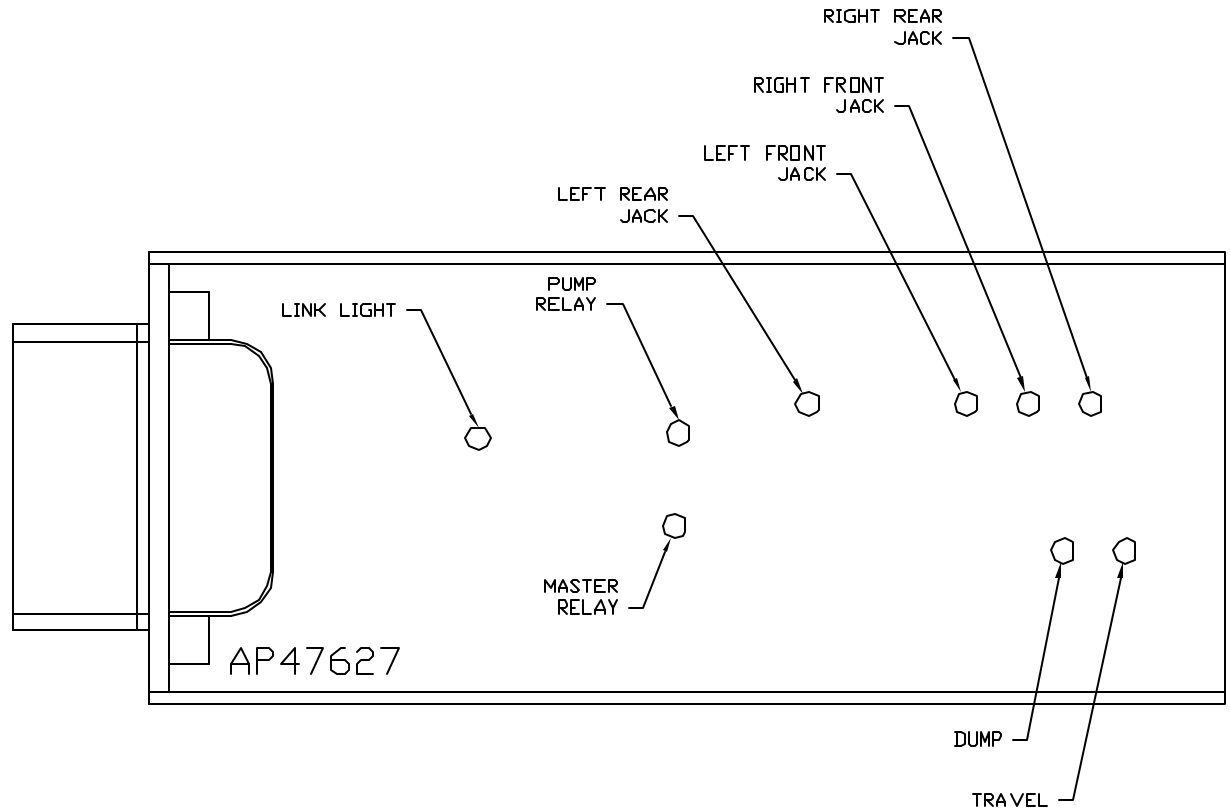 RIGHT REAR
JACK
RIGHT FRONT
JACK
LEFT FRONT
JACK
LEFT REAR
JACK
PUMP
RELAY
LINK LIGHT
MASTER
RELAY
AP47627
DUMP
TRAVEL